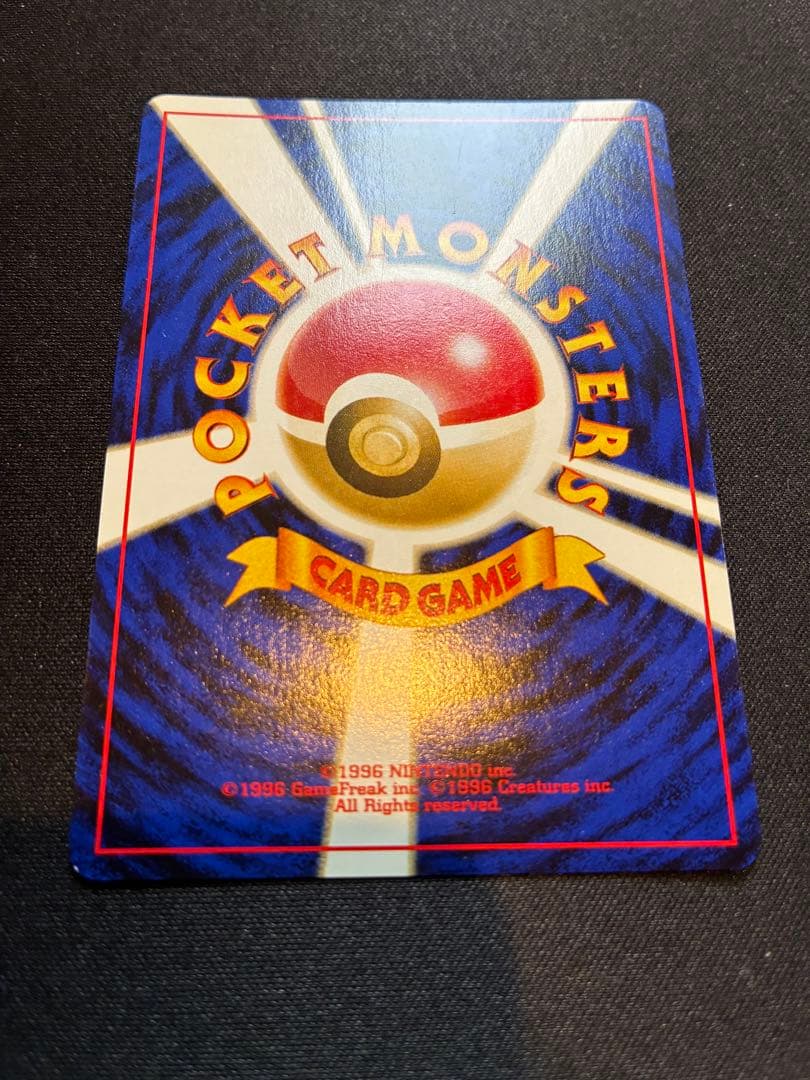 POCKET MONSTERS
CARD GAME
©1996 NINTENDO inc.
©1996 GameFreak inc. ©1996 Creatures inc.
All Rights reserved.